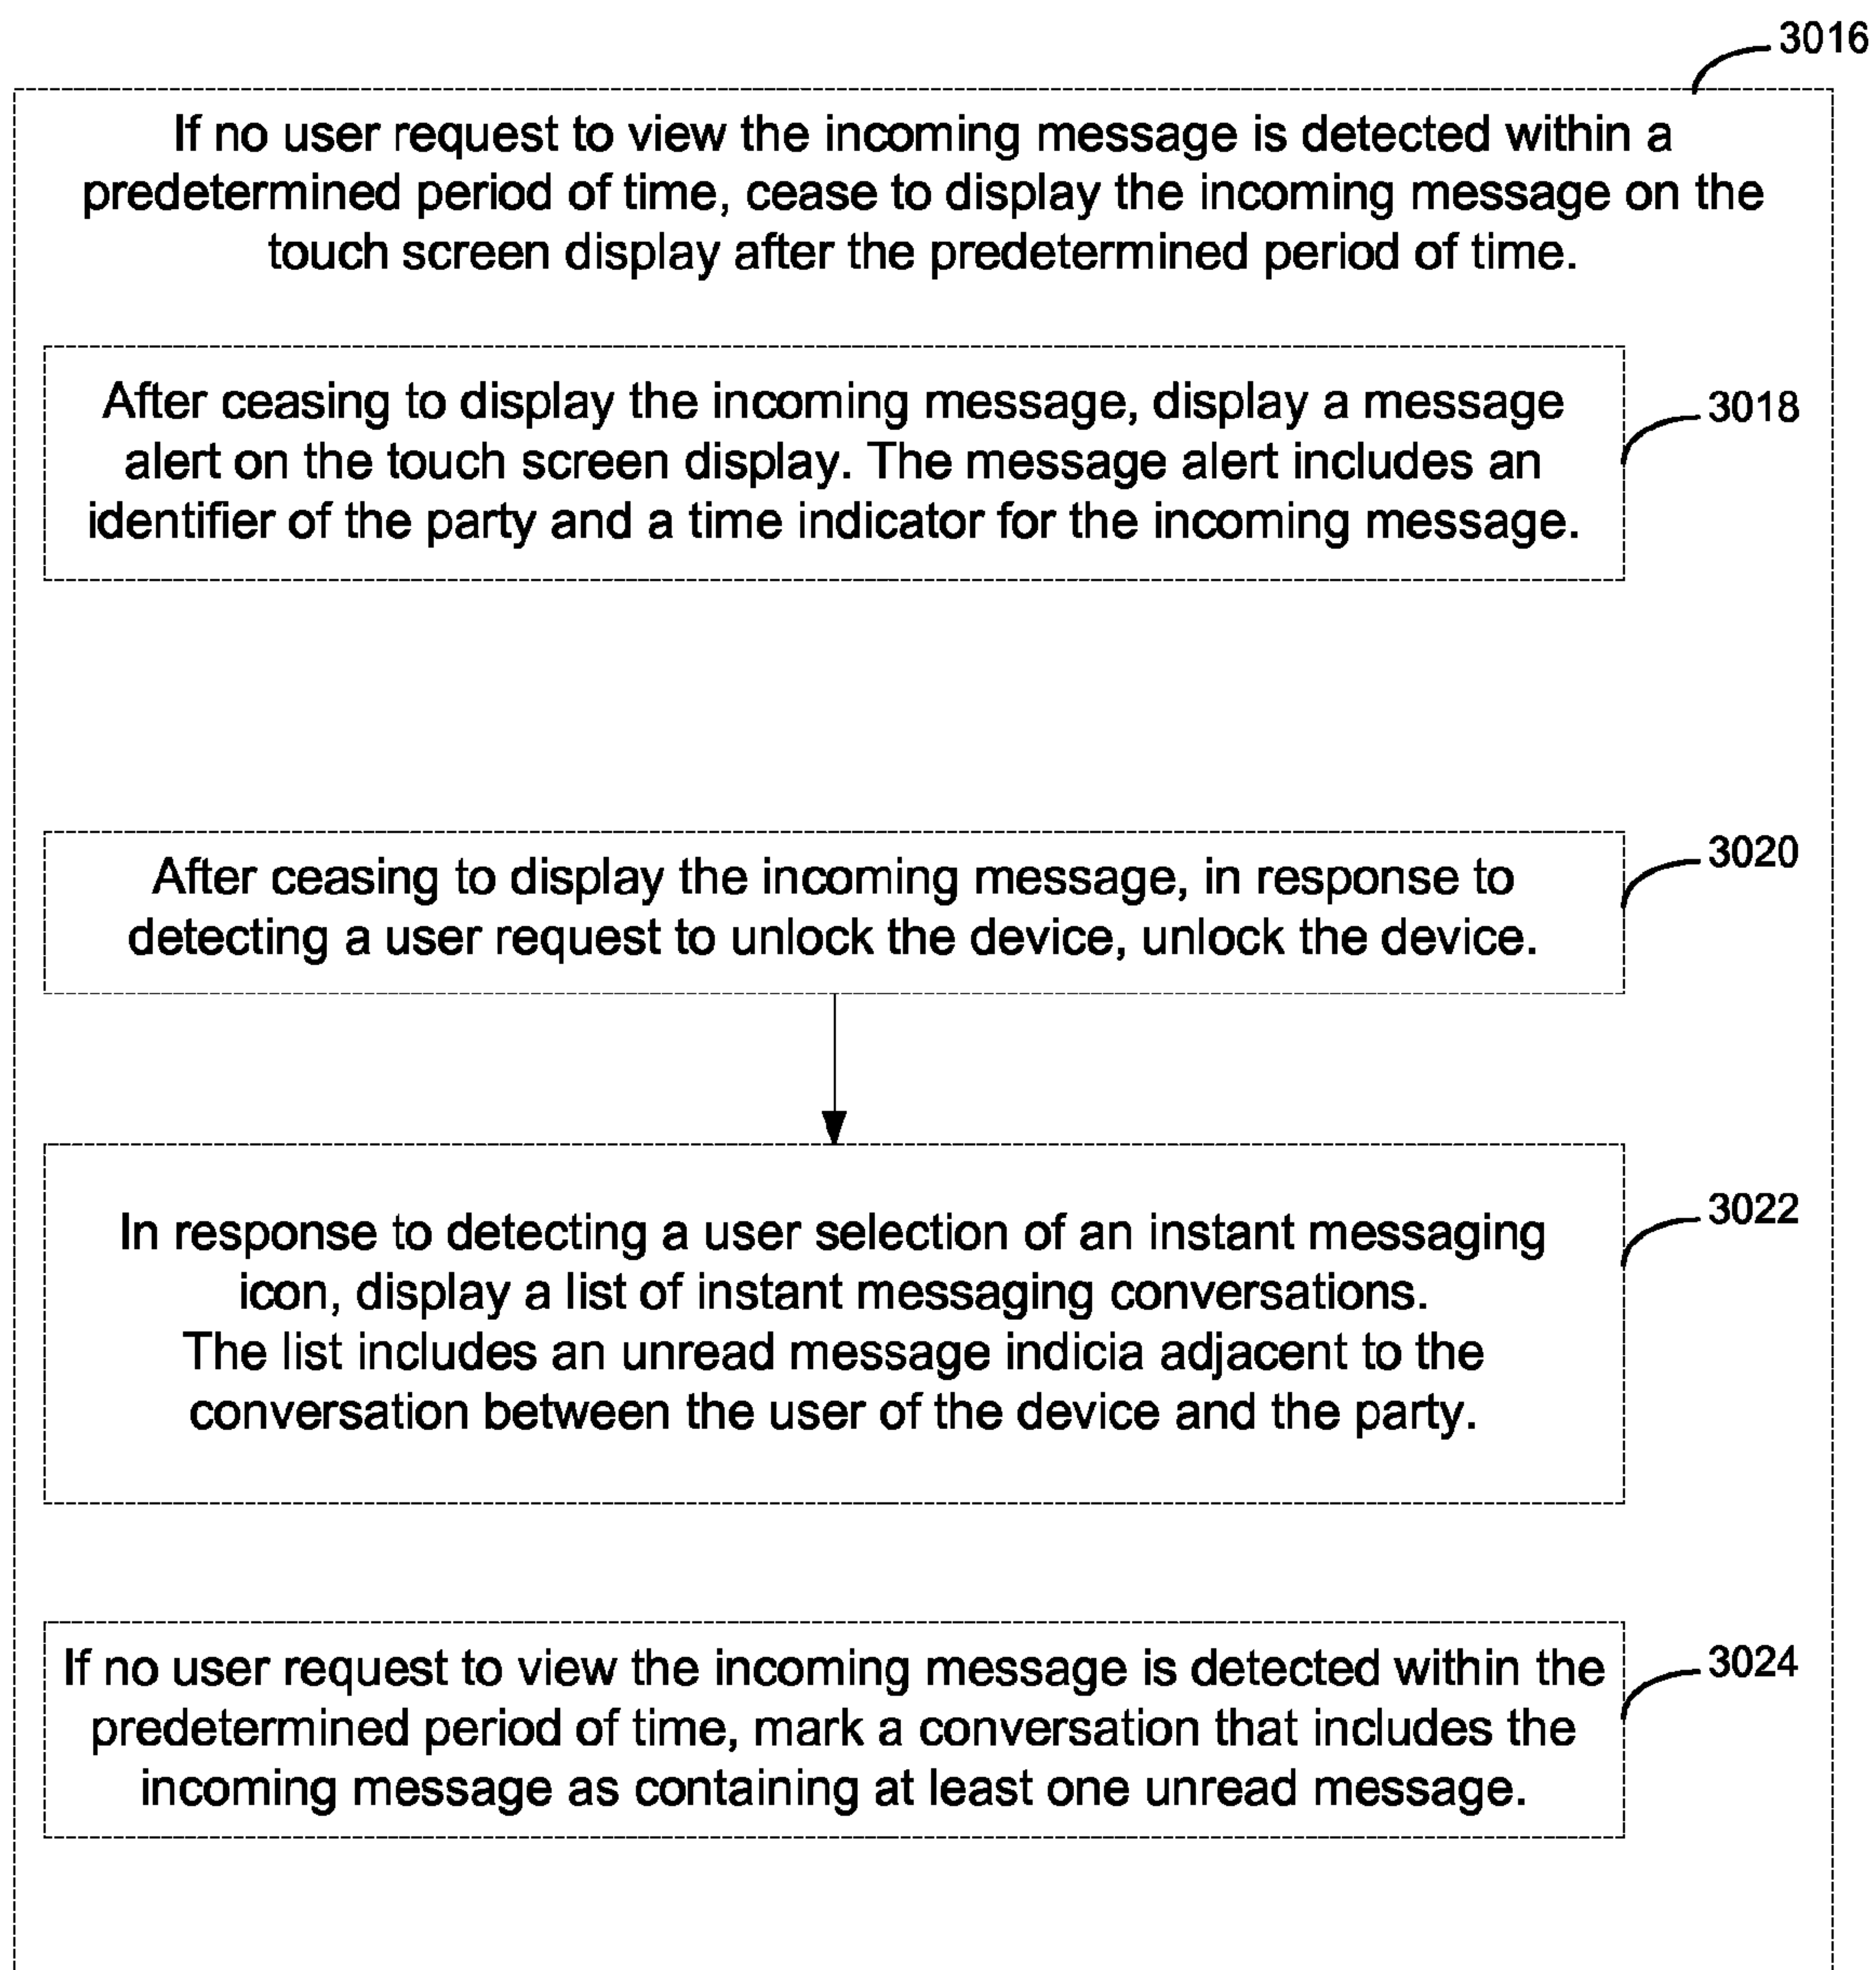 3016
If no user request to view the incoming message is detected within a
predetermined period of time, cease to display the incoming message on the
touch screen display after the predetermined period of time.
After ceasing to display the incoming message, display a message
alert on the touch screen display. The message alert includes an
identifier of the party and a time indicator for the incoming message.
3018
After ceasing to display the incoming message, in response to
detecting a user request to unlock the device, unlock the device.
3020
In response to detecting a user selection of an instant messaging
icon, display a list of instant messaging conversations.
The list includes an unread message indicia adjacent to the
conversation between the user of the device and the party.
3022
If no user request to view the incoming message is detected within the
predetermined period of time, mark a conversation that includes the
incoming message as containing at least one unread message.
3024